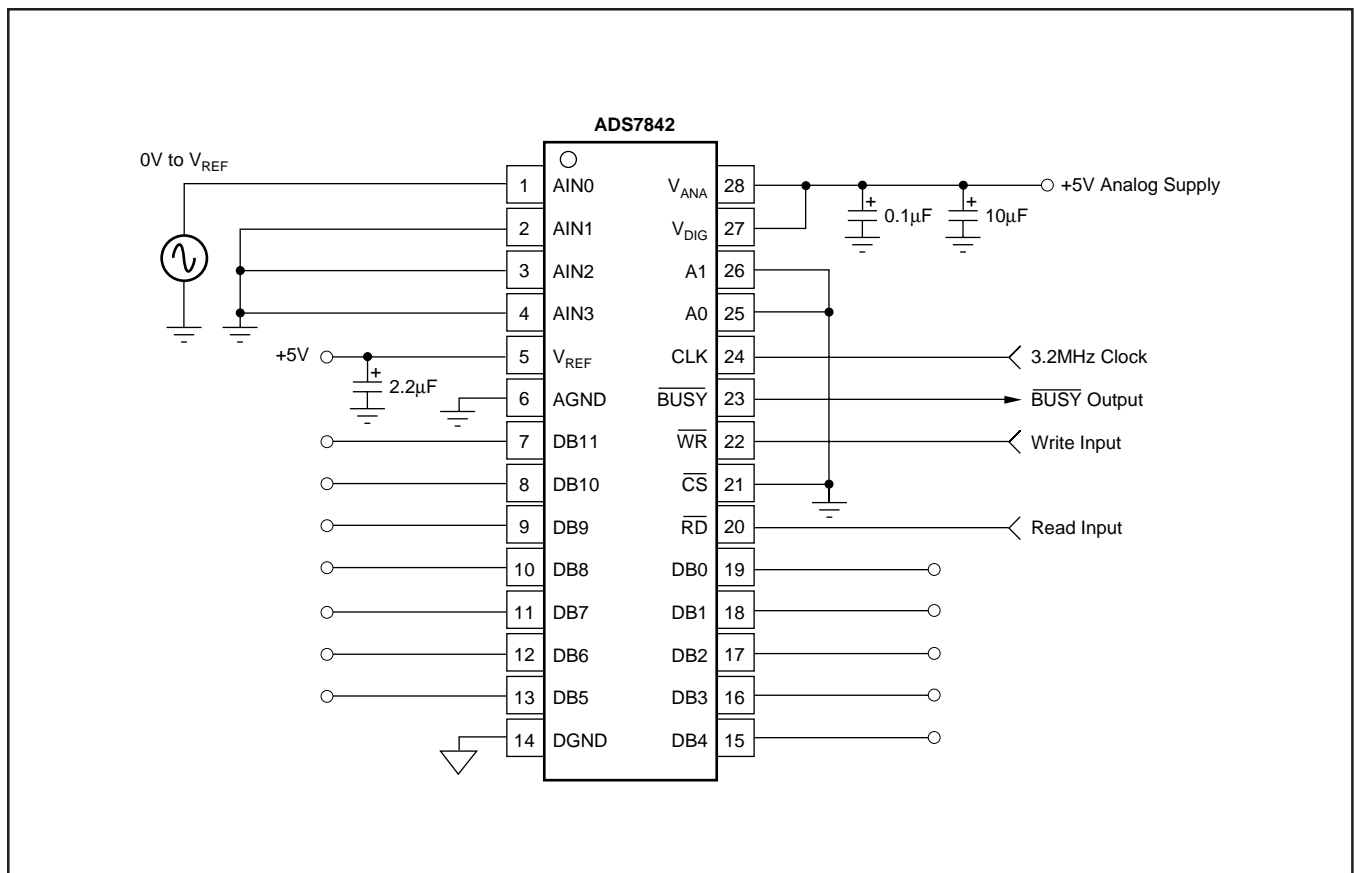 ADS7842
0V to VREF
1 AIN0 VANA 28 +5V Analog Supply
0.1μF 10μF
2 AIN1 VDIG 27
3 AIN2 A1 26
4 AIN3 A0 25
+5V 5 VREF CLK 24 3.2MHz Clock
2.2μF
6 AGND BUSY 23 BUSY Output
7 DB11 WR 22 Write Input
8 DB10 CS 21
9 DB9 RD 20 Read Input
10 DB8 DB0 19
11 DB7 DB1 18
12 DB6 DB2 17
13 DB5 DB3 16
14 DGND DB4 15